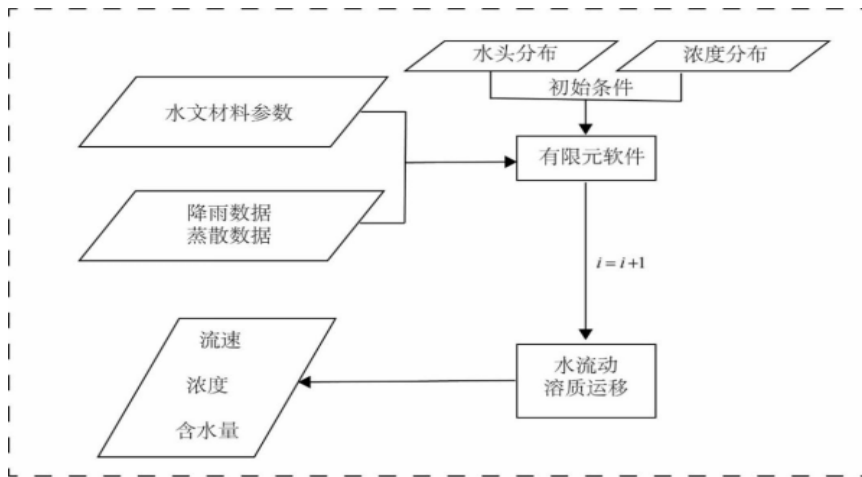 水头分布
浓度分布
初始条件
水文材料参数
有限元软件
降雨数据
蒸散数据
i = i+1
流速
浓度
含水量
水流动
溶质运移